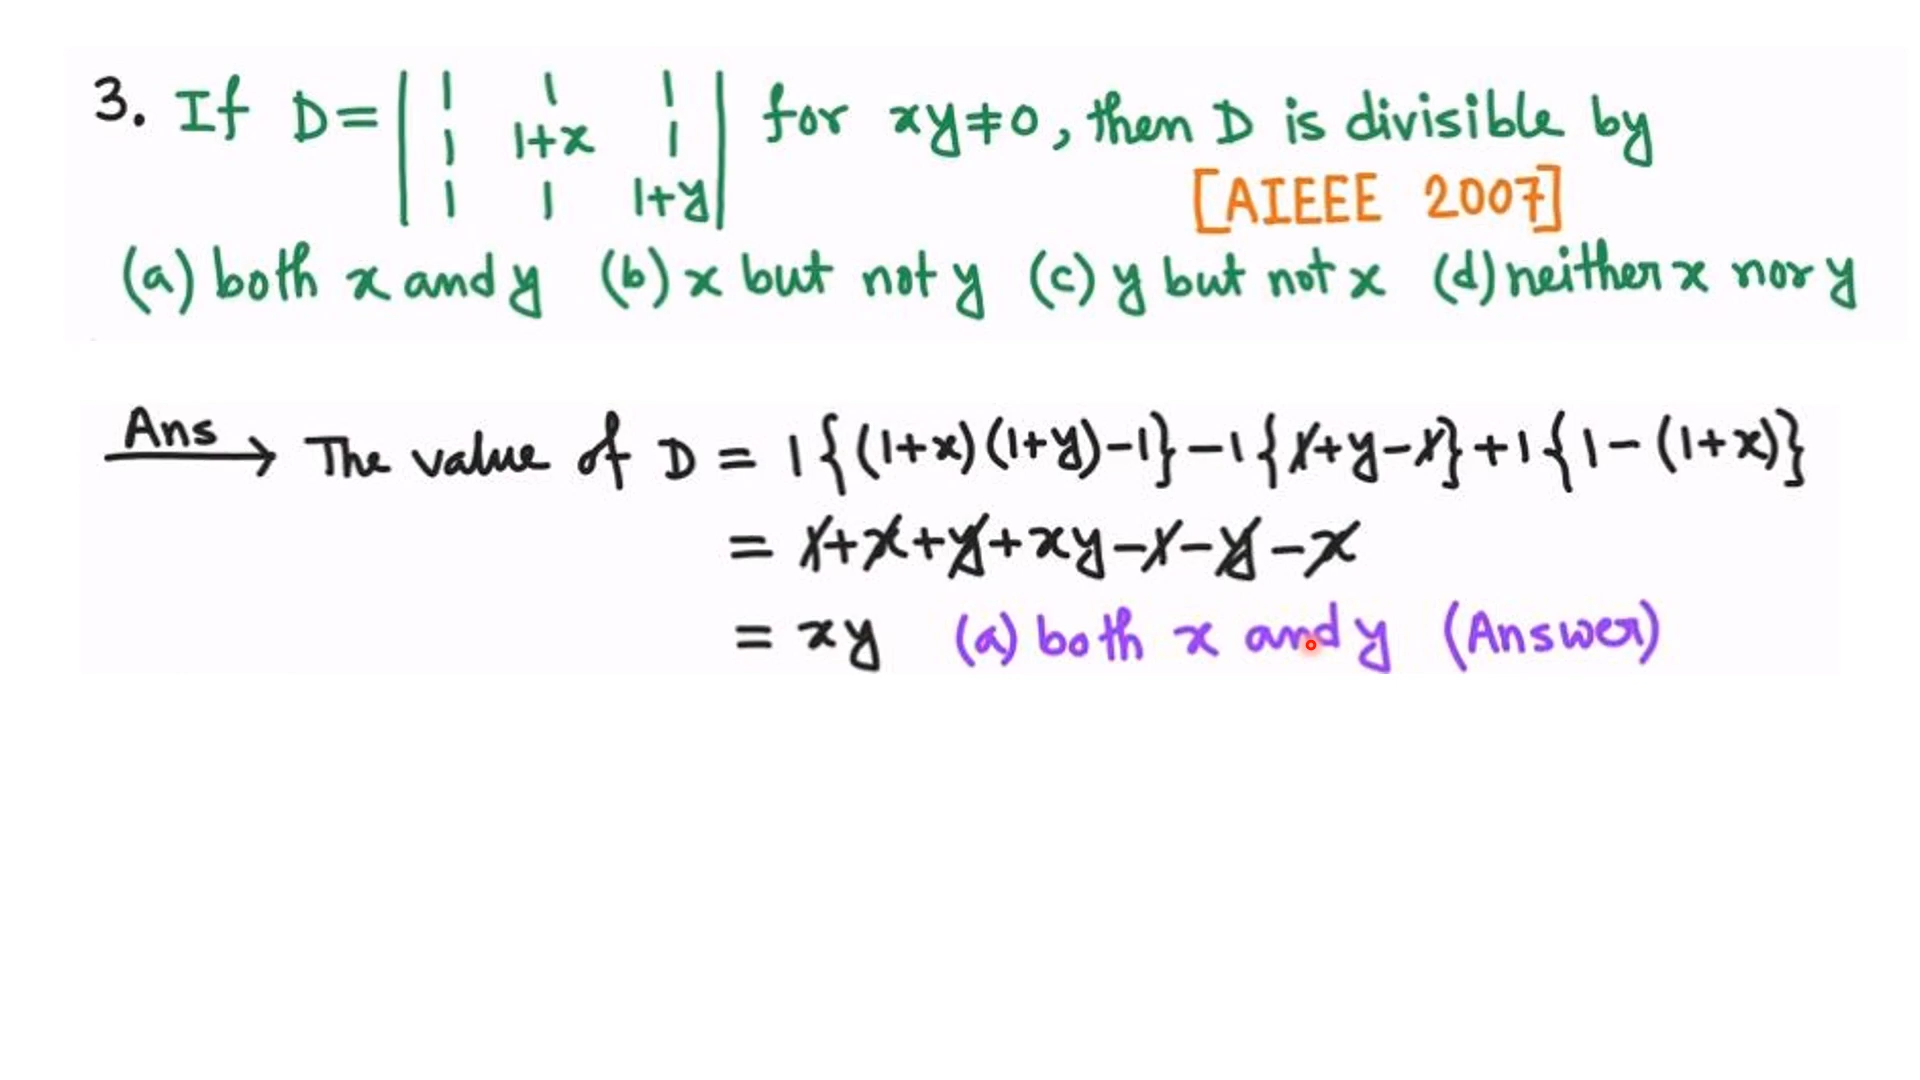 3. If D = | 1 1 1 | for xy≠0, then D is divisible by
| 1 1+x 1 |
| 1 1 1+y | [AIEEE 2007]
(a) both x and y (b) x but not y (c) y but not x (d) neither x nor y
Ans → The value of D = 1{(1+x)(1+y)-1}-1{1+y-1}+1{1-(1+x)}
= 1+x+y+xy-1-y-x
= xy (a) both x and y (Answer)